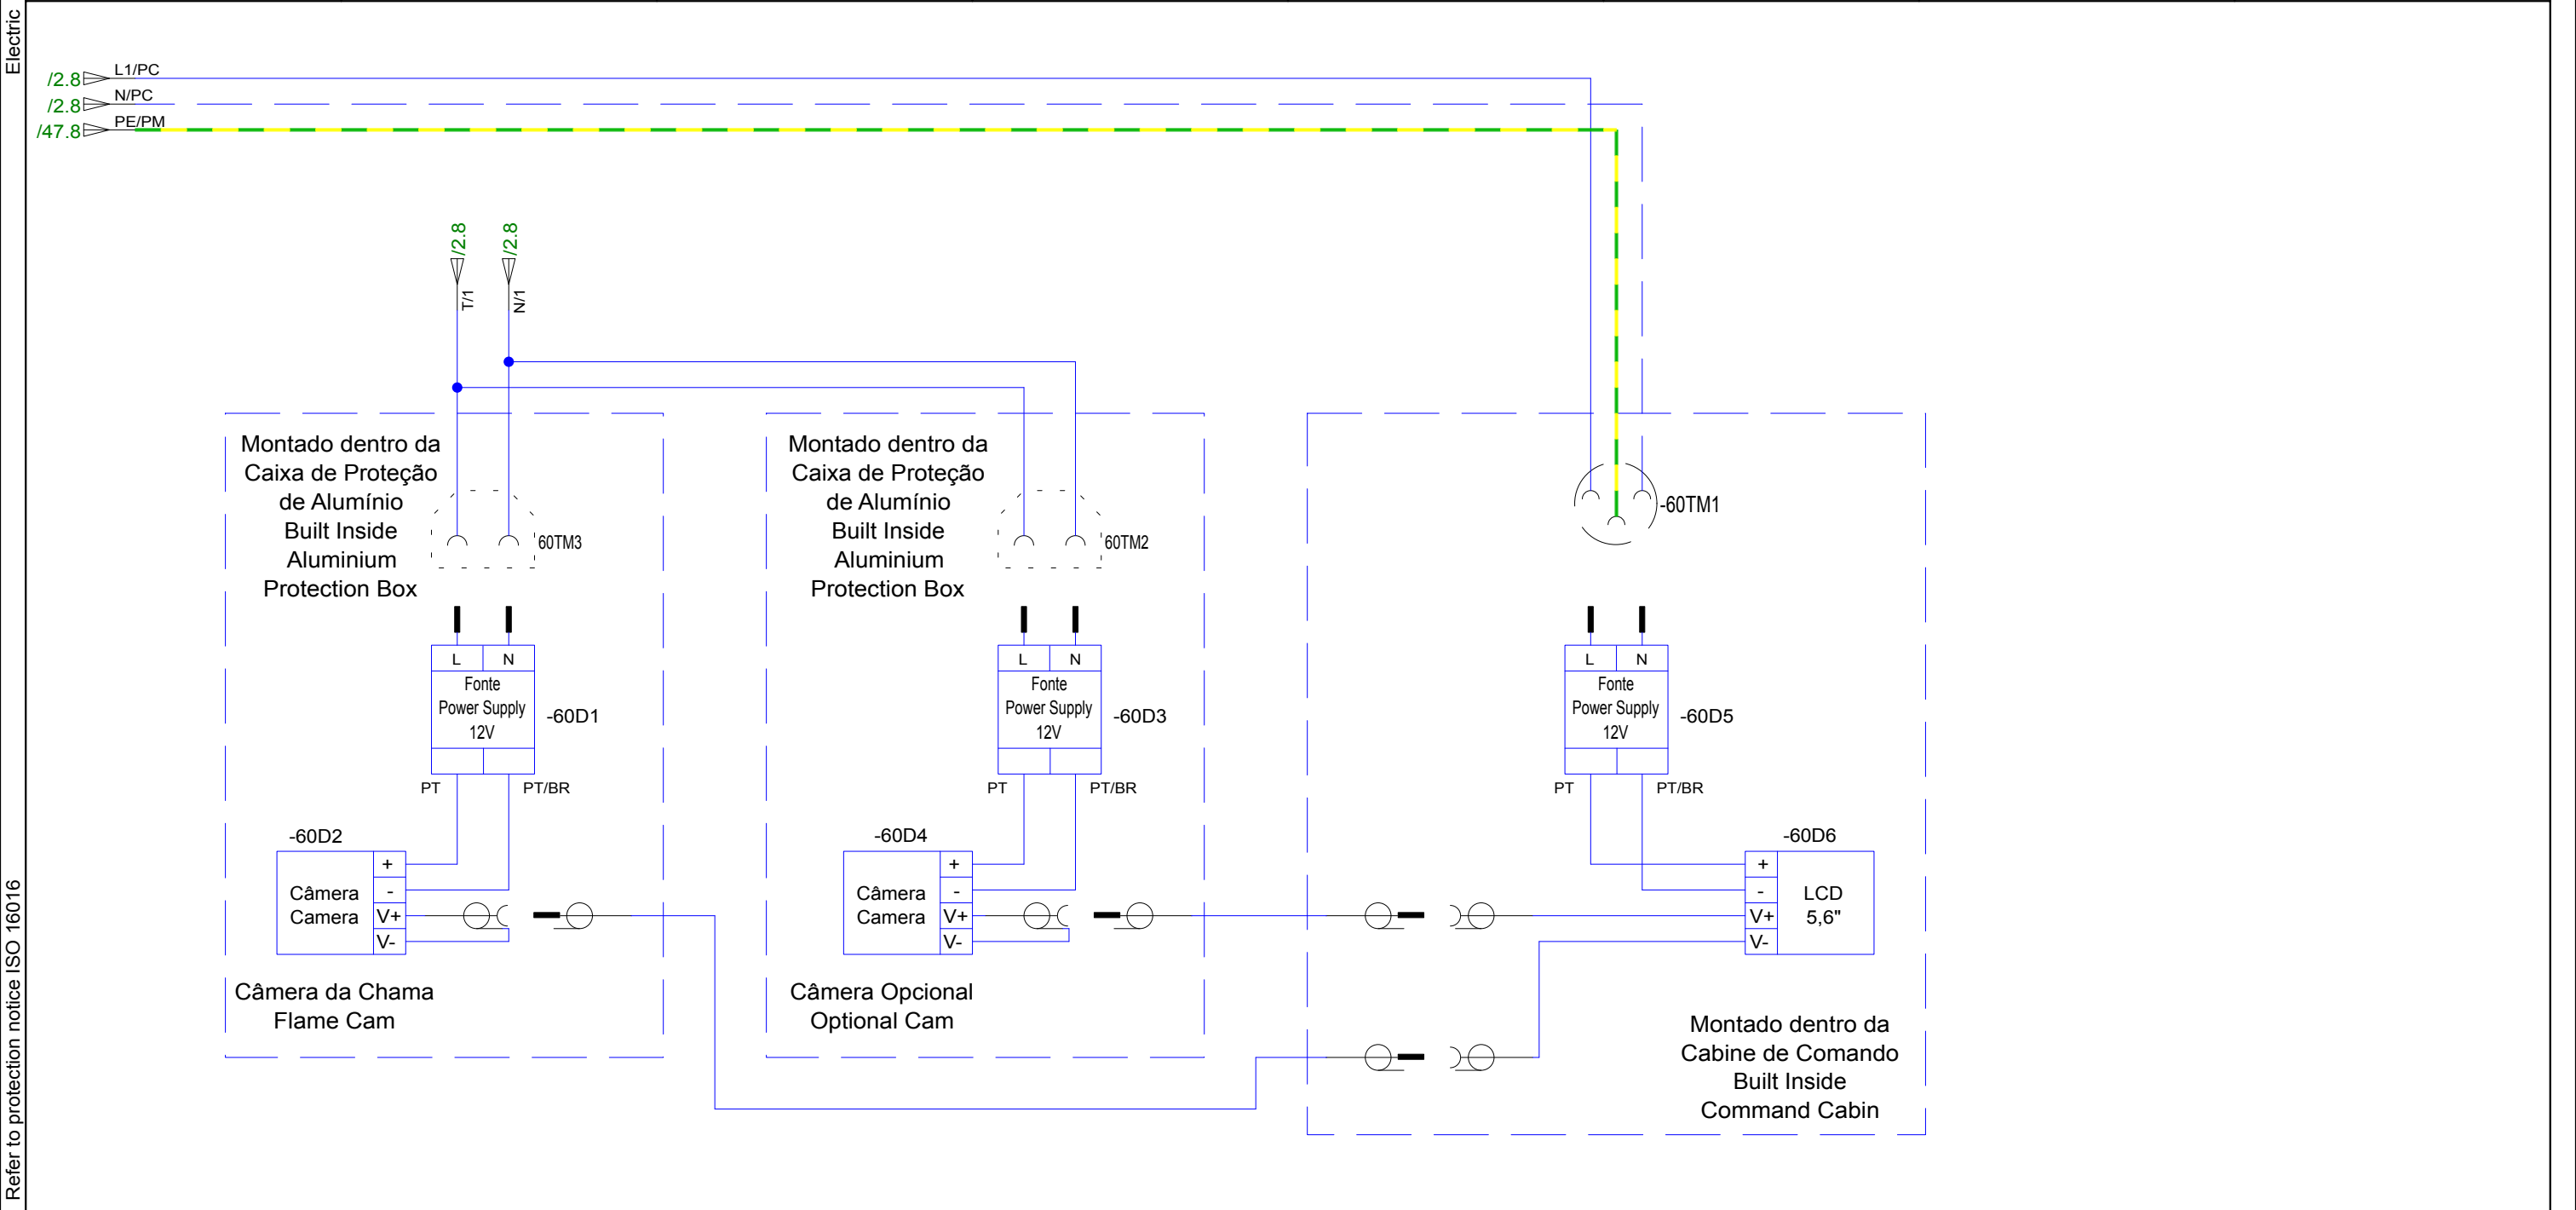 Electric
Refer to protection notice ISO 16016
/2.8
L1/PC
/2.8
N/PC
/47.8
PE/PM
/2.8
/2.8
T/1
N/1
Montado dentro da
Caixa de Proteção
de Alumínio
Built Inside
Aluminium
Protection Box
60TM3
L
N
Fonte
Power Supply
12V
-60D1
PT
PT/BR
-60D2
Câmera
Camera
+
-
V+
V-
Câmera da Chama
Flame Cam
Montado dentro da
Caixa de Proteção
de Alumínio
Built Inside
Aluminium
Protection Box
60TM2
L
N
Fonte
Power Supply
12V
-60D3
PT
PT/BR
-60D4
Câmera
Camera
+
-
V+
V-
Câmera Opcional
Optional Cam
-60TM1
L
N
Fonte
Power Supply
12V
-60D5
PT
PT/BR
-60D6
+
-
V+
V-
LCD
5,6"
Montado dentro da
Cabine de Comando
Built Inside
Command Cabin